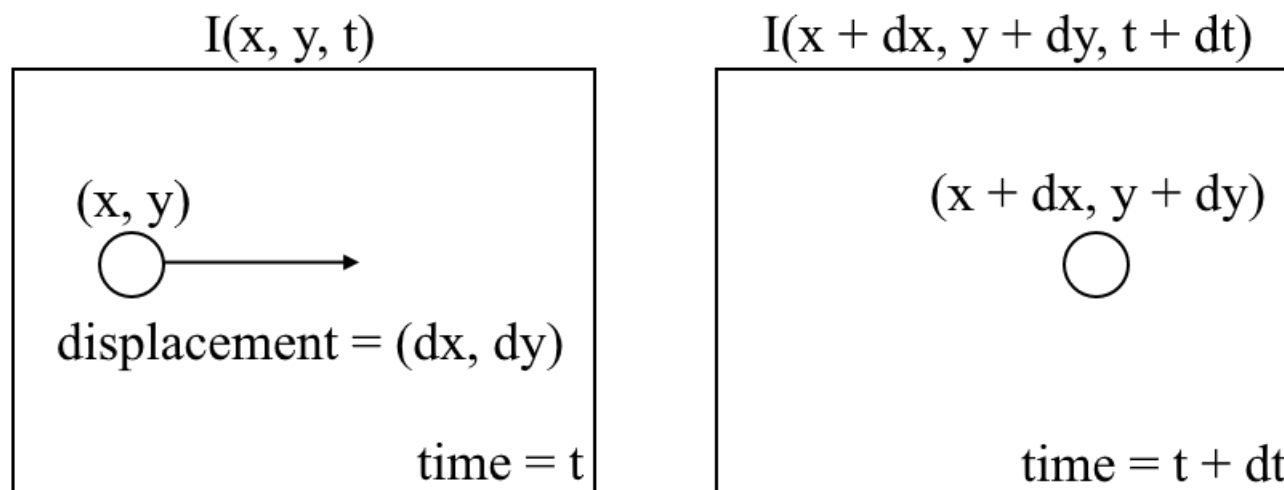 I(x, y, t)
(x, y)
displacement = (dx, dy)
time = t
I(x + dx, y + dy, t + dt)
(x + dx, y + dy)
time = t + dt